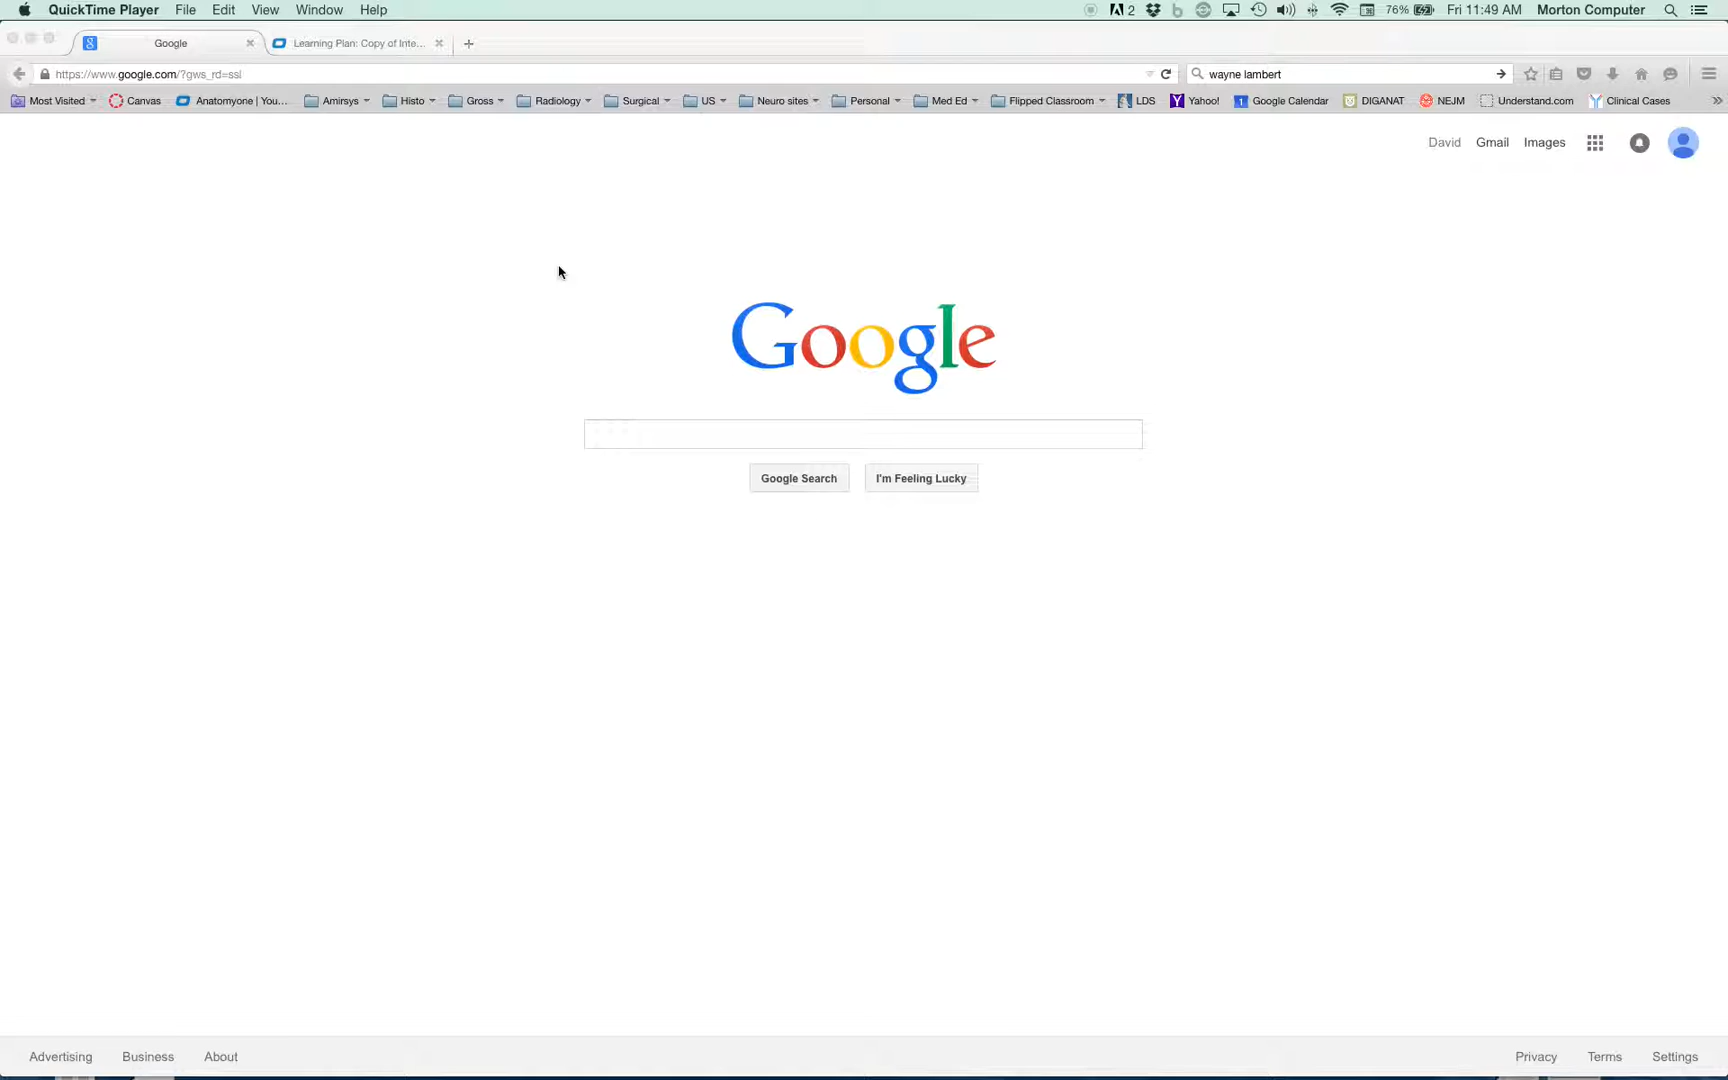 QuickTime Player File Edit View Window Help 2 76% Fri 11:49 AM Morton Computer
Google Learning Plan: Copy of Inte...
https://www.google.com/?gws_rd=ssl wayne lambert
Most Visited Canvas Anatomyone | You... Amirsys Histo Gross Radiology Surgical US Neuro sites Personal Med Ed Flipped Classroom LDS Yahoo! 1 Google Calendar DIGANAT NEJM Understand.com Clinical Cases
David Gmail Images
Google
Google Search I'm Feeling Lucky
Advertising Business About Privacy Terms Settings